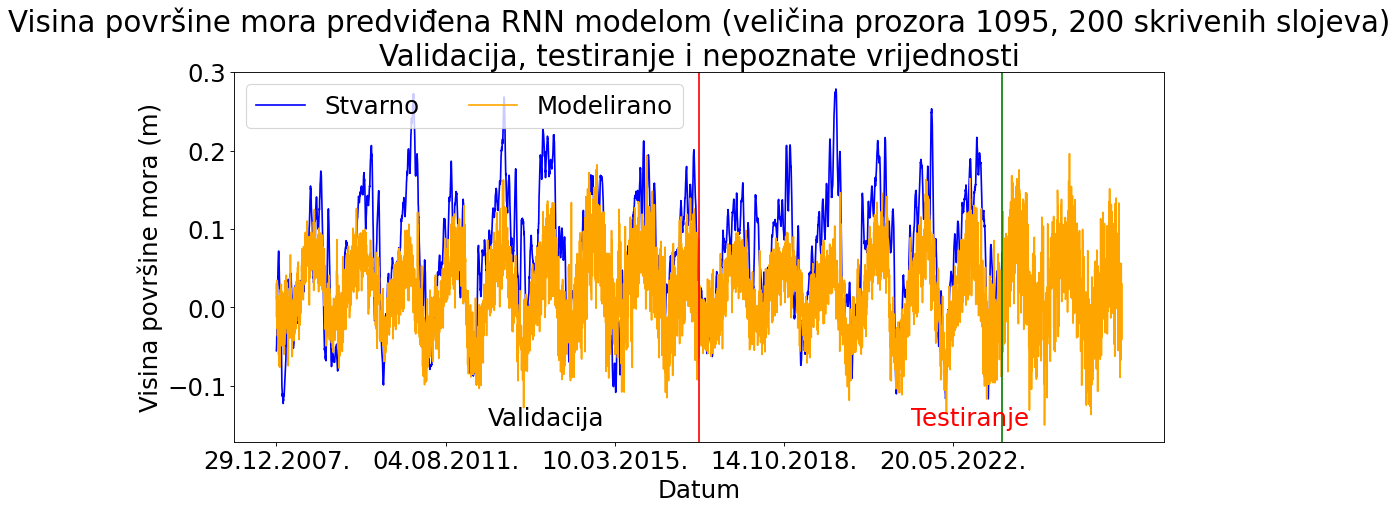 Visina površine mora predviđena RNN modelom (veličina prozora 1095, 200 skrivenih slojeva)
Validacija, testiranje i nepoznate vrijednosti
Stvarno Modelirano
Visina površine mora (m)
0.3
0.2
0.1
0.0
−0.1
Validacija Testiranje
29.12.2007. 04.08.2011. 10.03.2015. 14.10.2018. 20.05.2022.
Datum